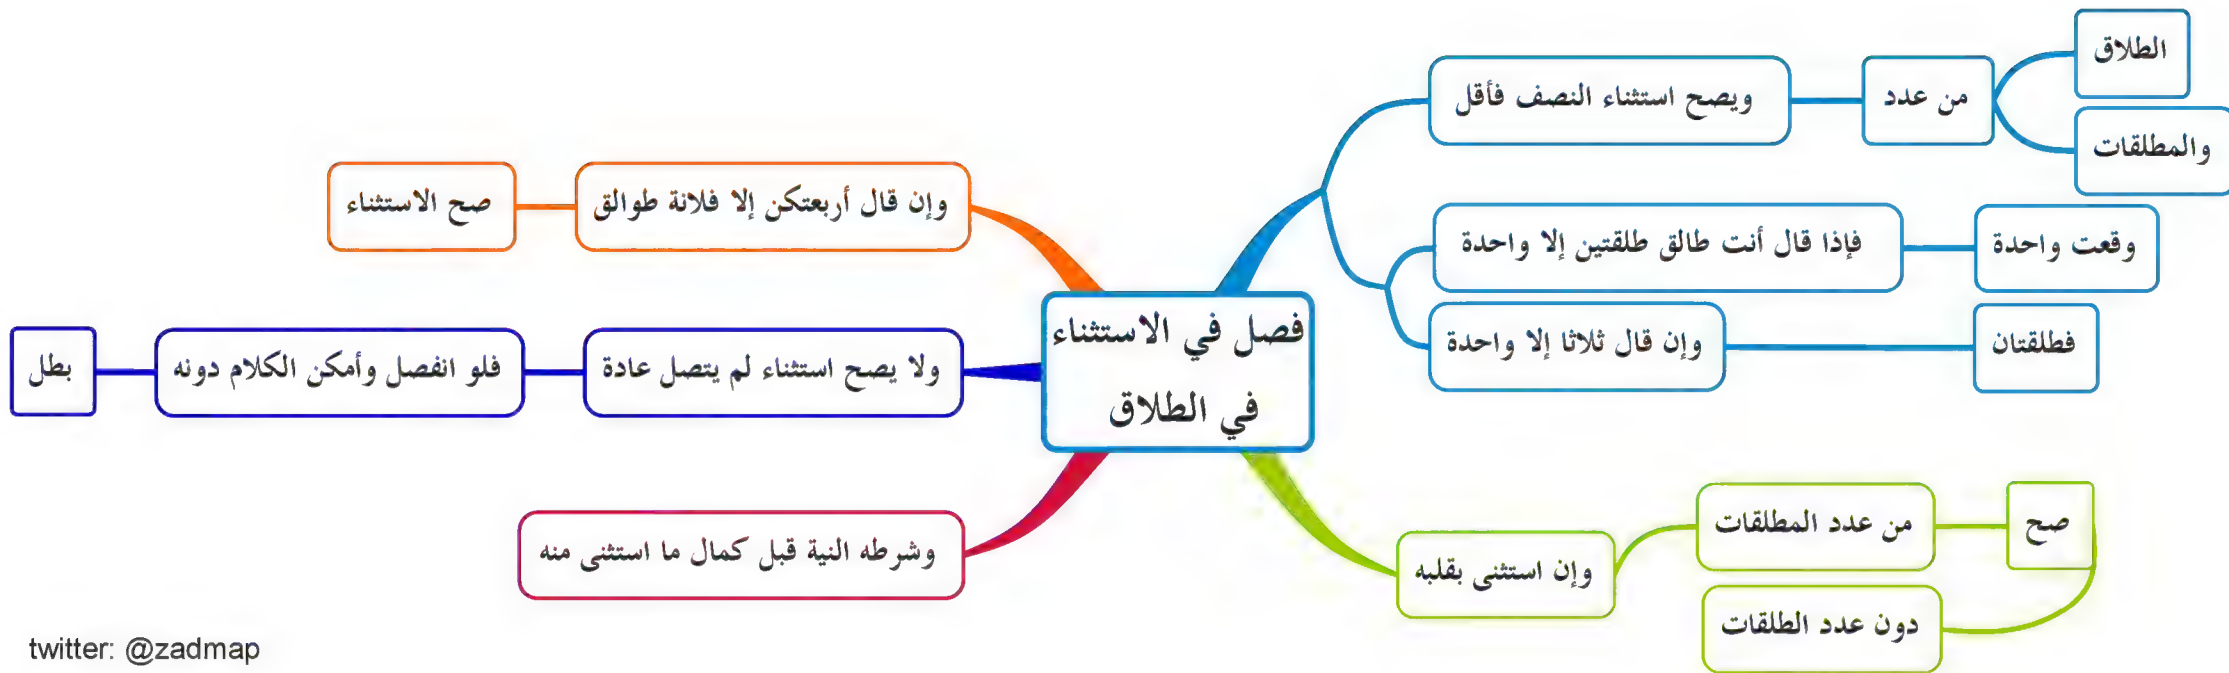 فصل في الاستثناء
في الطلاق
ويصح استثناء النصف فأقل
من عدد
الطلاق
والمطلقات
فإذا قال أنت طالق طلقتين إلا واحدة
وقعت واحدة
وإن قال ثلاثا إلا واحدة
فطلقتان
وإن استثنى بقلبه
من عدد المطلقات
صح
دون عدد الطلقات
وإن قال أربعتكن إلا فلانة طوالق
صح الاستثناء
ولا يصح استثناء لم يتصل عادة
فلو انفصل وأمكن الكلام دونه
بطل
وشرطه النية قبل كمال ما استثنى منه
twitter: @zadmap